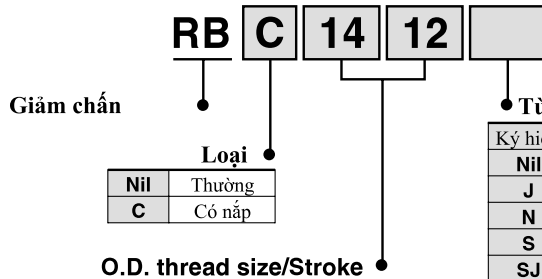 RB C 14 12
Giảm chấn
Loại
Nil Thường
C Có nắp
O.D. thread size/Stroke
Nil
J
N
S
SJ